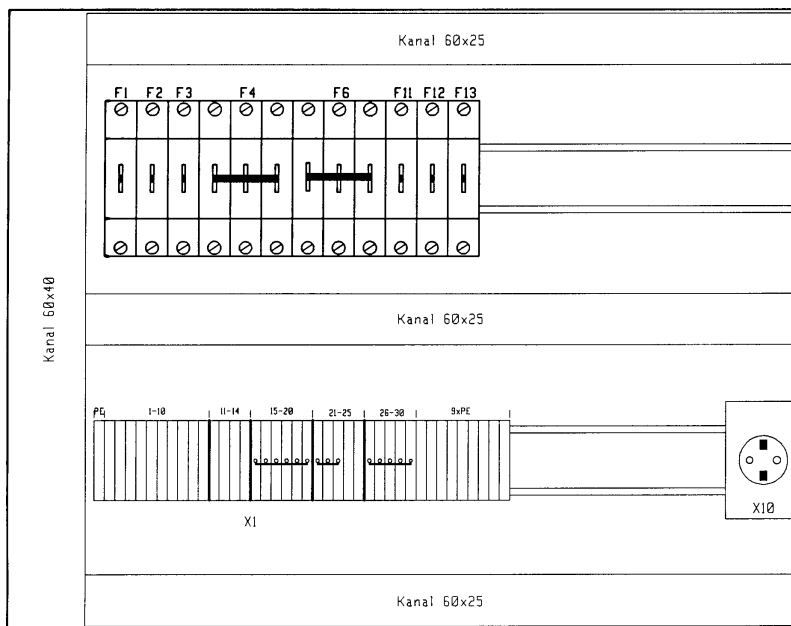 Kanal 60x25
F1 F2 F3 F4 F6 F11 F12 F13
Kanal 60x40
Kanal 60x25
PE 1-10 11-14 15-20 21-25 26-30 9xPE
X1
X10
Kanal 60x25